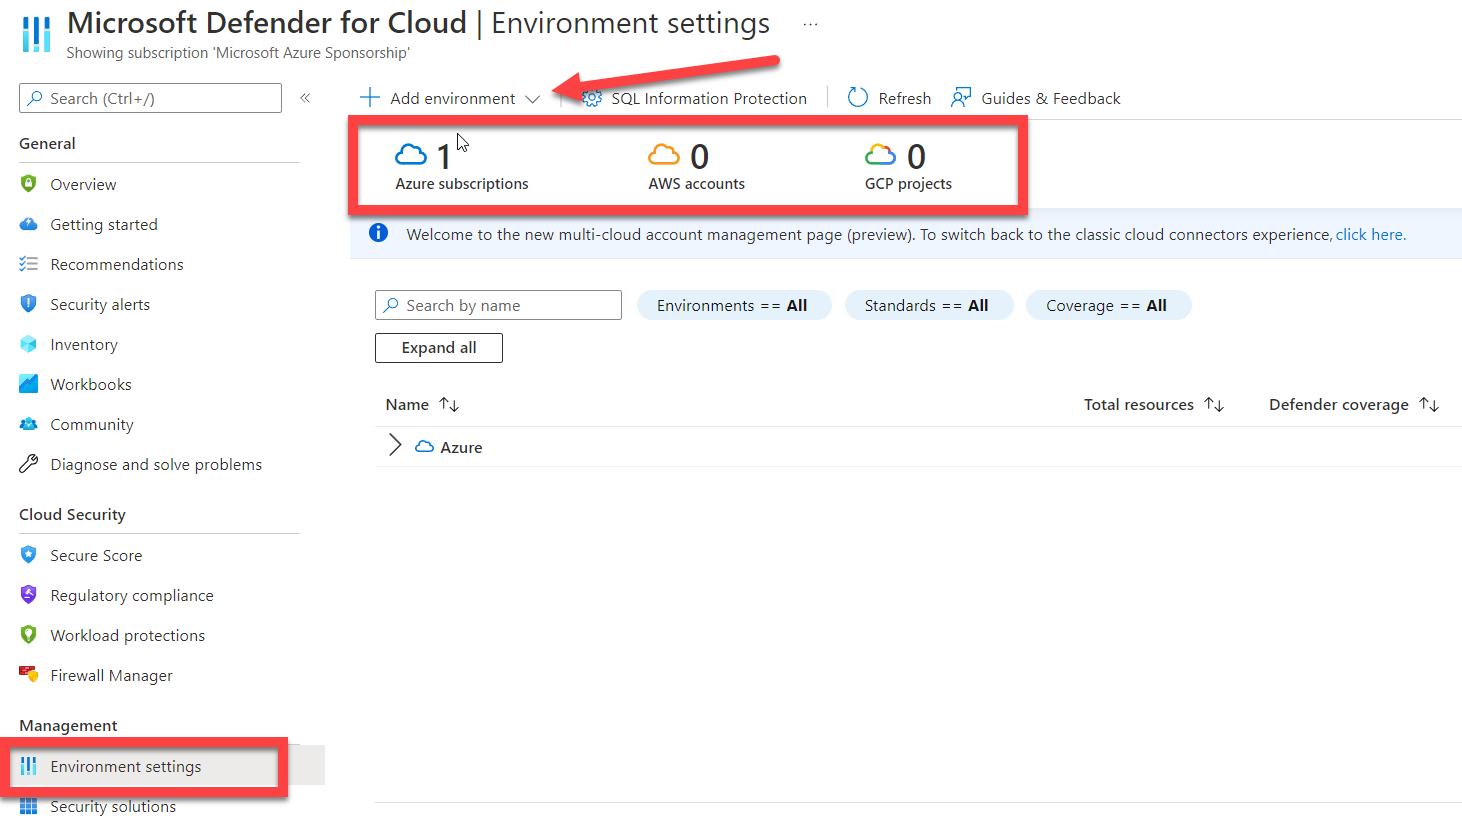 Microsoft Defender for Cloud | Environment settings ...
Showing subscription 'Microsoft Azure Sponsorship'
Search (Ctrl+/)
«
General
Overview
Getting started
Recommendations
Security alerts
Inventory
Workbooks
Community
Diagnose and solve problems
Cloud Security
Secure Score
Regulatory compliance
Workload protections
Firewall Manager
Management
Environment settings
Security solutions
Add environment
SQL Information Protection
Refresh
Guides & Feedback
1
Azure subscriptions
0
AWS accounts
0
GCP projects
Welcome to the new multi-cloud account management page (preview). To switch back to the classic cloud connectors experience, click here.
Search by name
Environments == All
Standards == All
Coverage == All
Expand all
Name
Total resources
Defender coverage
Azure